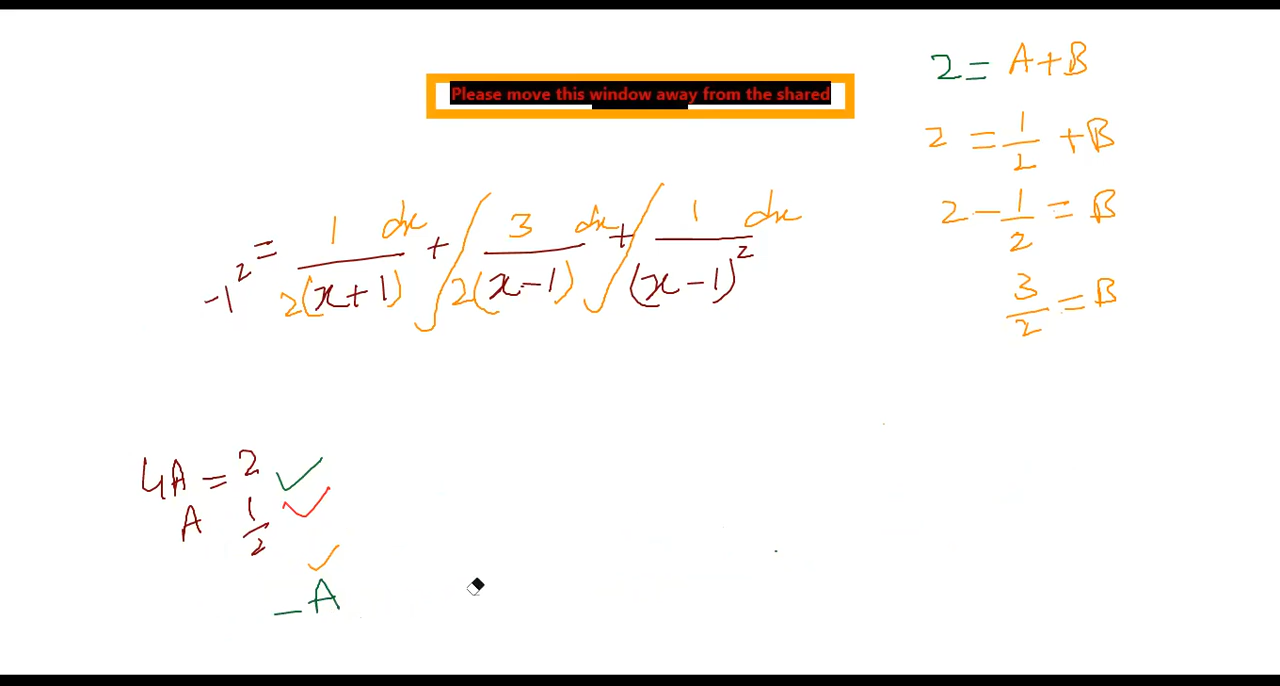 Please move this window away from the shared
2 = A+B
2 = 1/2 + B
2 - 1/2 = B
3/2 = B
-1² = 1 dx/2(x+1) + ∫ 3 dx/2(x-1) + ∫ 1 dx/(x-1)²
4A = 2 ✓
A 1/2 ✓
✓
-A